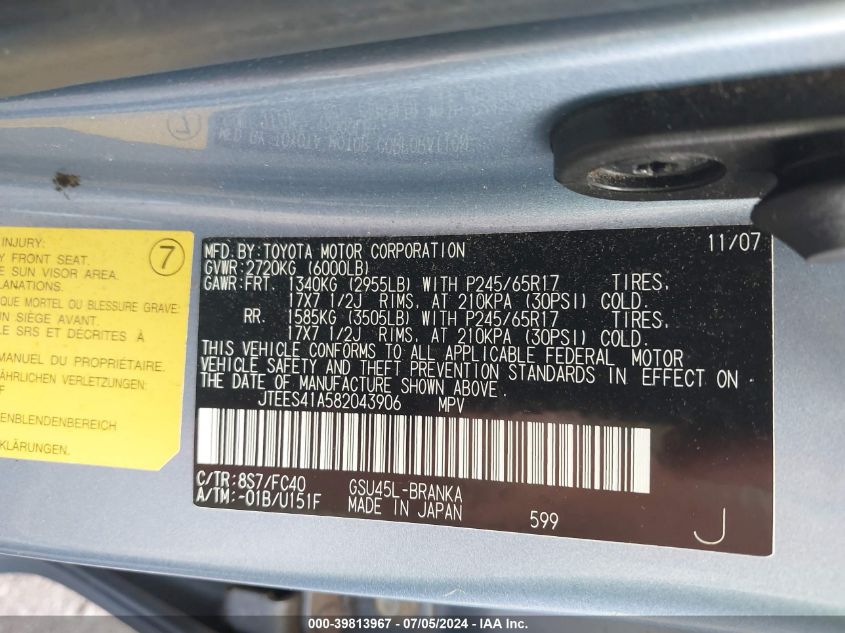 INJURY:
FRONT SEAT.
SUN VISOR AREA.
QUE MORTEL OU BLESSURE GRAVE:
UN SIÈGE AVANT.
LE SRS ET DÉCRITES À
MANUEL DU PROPRIÉTAIRE.
ÄHRLICHEN VERLETZUNGEN:
ENBLENDENBEREICH
KLÄRUNGEN.
7
MFD.BY:TOYOTA MOTOR CORPORATION 11/07
GVWR:2720KG (6000LB)
GAWR:FRT. 1340KG (2955LB) WITH P245/65R17 TIRES.
17X7 1/2J RIMS. AT 210KPA (30PSI) COLD.
RR. 1585KG (3505LB) WITH P245/65R17 TIRES.
17X7 1/2J RIMS. AT 210KPA (30PSI) COLD.
THIS VEHICLE CONFORMS TO ALL APPLICABLE FEDERAL MOTOR
VEHICLE SAFETY AND THEFT PREVENTION STANDARDS IN EFFECT ON
THE DATE OF MANUFACTURE SHOWN ABOVE.
JTEES41A582043906 MPV
C/TR:8S7/FC40 GSU45L-BRANKA
A/TM:-01B/U151F MADE IN JAPAN 599 J
000-39813967 - 07/05/2024 - IAA Inc.